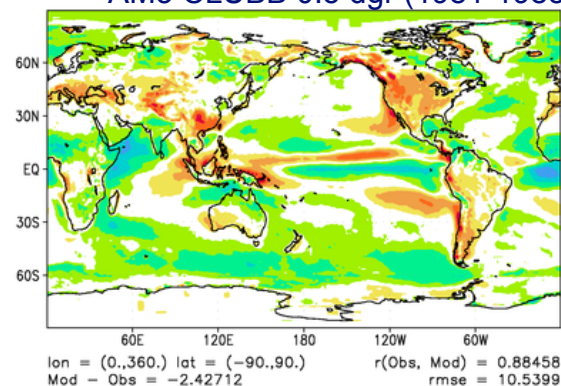 60N
30N
EQ
30S
60S
60E 120E 180 120W 60W
lon = (0.,360.) lat = (-90.,90.) r(Obs, Mod) = 0.88458
Mod - Obs = -2.42712 rmse = 10.5399